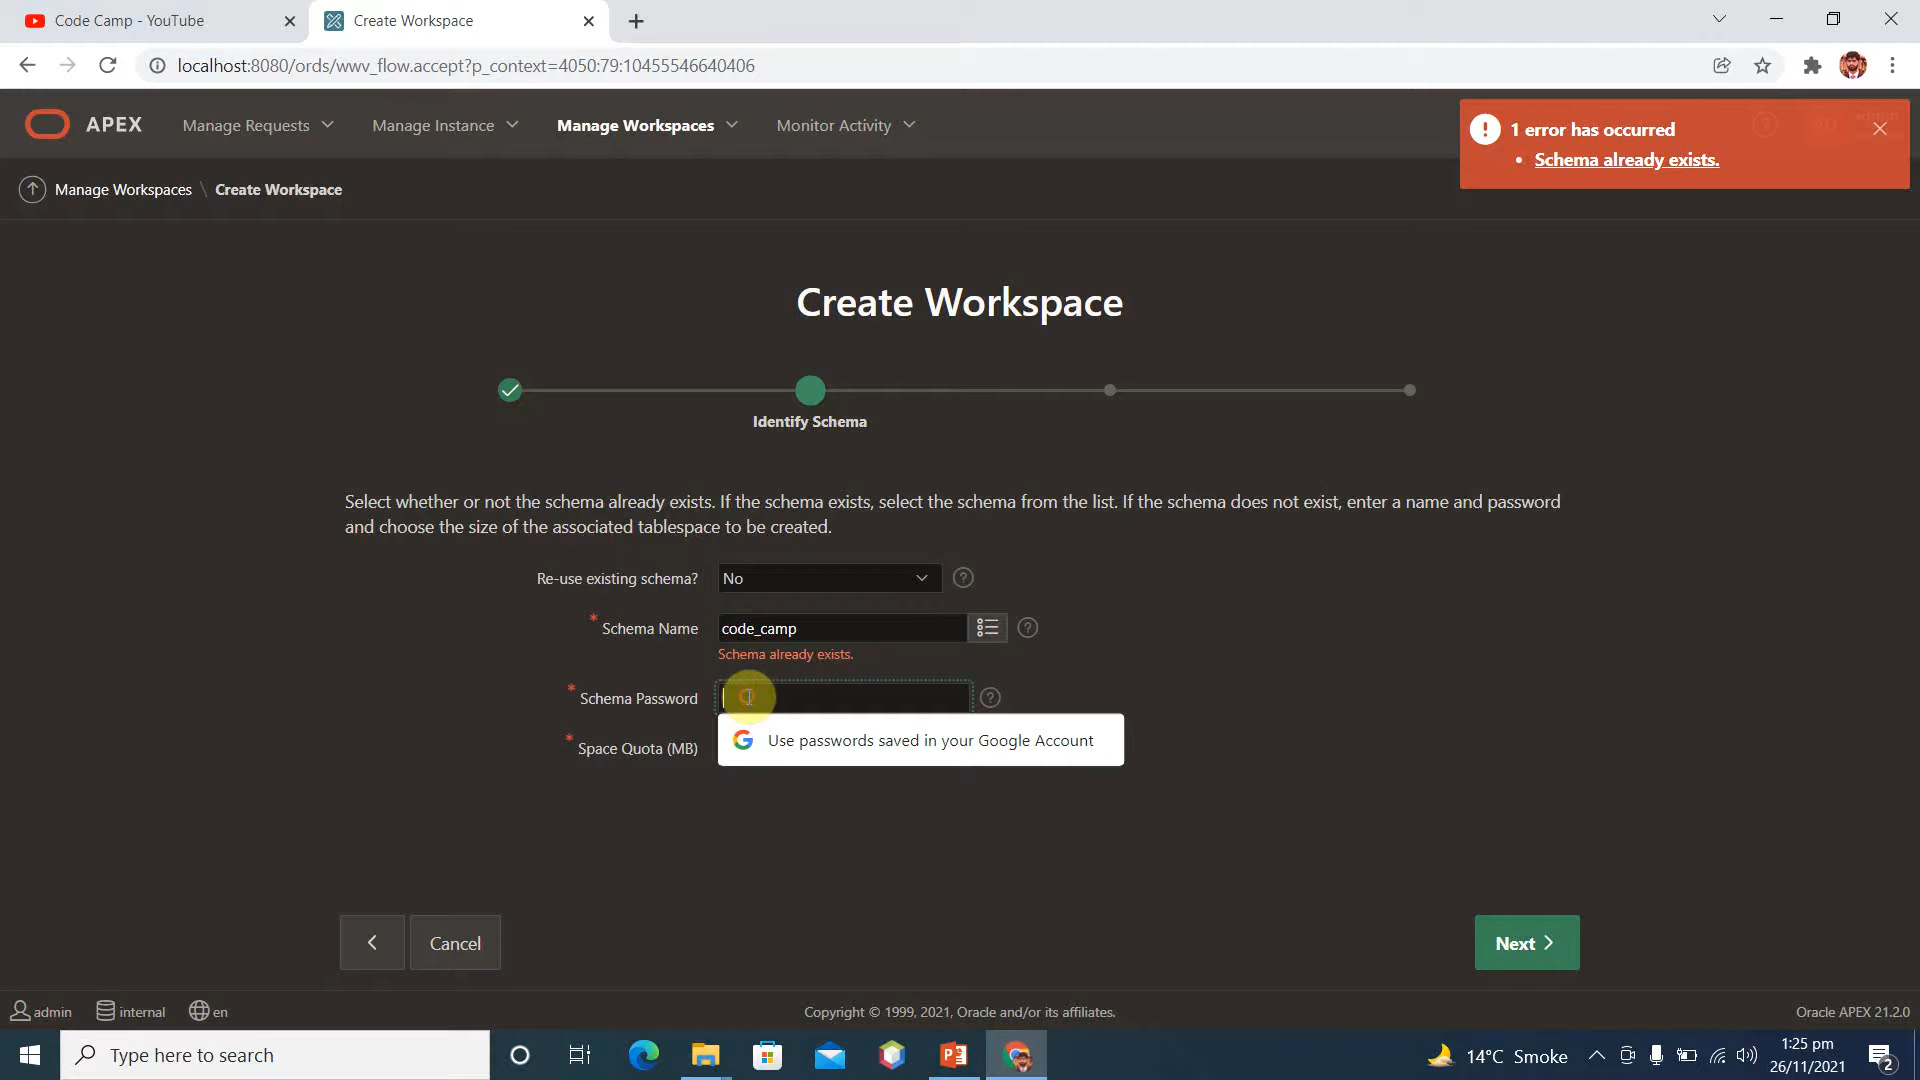 Code Camp - YouTube
Create Workspace
localhost:8080/ords/wwv_flow.accept?p_context=4050:79:10455546640406
APEX
Manage Requests
Manage Instance
Manage Workspaces
Monitor Activity
1 error has occurred
Schema already exists.
Manage Workspaces \ Create Workspace
Create Workspace
Identify Schema
Select whether or not the schema already exists. If the schema exists, select the schema from the list. If the schema does not exist, enter a name and password
and choose the size of the associated tablespace to be created.
Re-use existing schema?
No
* Schema Name
code_camp
Schema already exists.
* Schema Password
Use passwords saved in your Google Account
* Space Quota (MB)
Cancel
Next
admin
internal
en
Copyright © 1999, 2021, Oracle and/or its affiliates.
Oracle APEX 21.2.0
Type here to search
14°C Smoke
1:25 pm
26/11/2021
2